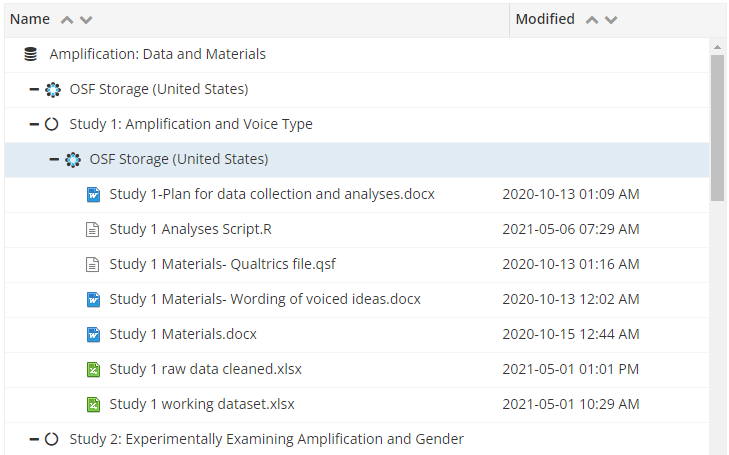 Name Modified
Amplification: Data and Materials
OSF Storage (United States)
Study 1: Amplification and Voice Type
OSF Storage (United States)
Study 1-Plan for data collection and analyses.docx 2020-10-13 01:09 AM
Study 1 Analyses Script.R 2021-05-06 07:29 AM
Study 1 Materials- Qualtrics file.qsf 2020-10-13 01:16 AM
Study 1 Materials- Wording of voiced ideas.docx 2020-10-13 12:02 AM
Study 1 Materials.docx 2020-10-15 12:44 AM
Study 1 raw data cleaned.xlsx 2021-05-01 01:01 PM
Study 1 working dataset.xlsx 2021-05-01 10:29 AM
Study 2: Experimentally Examining Amplification and Gender